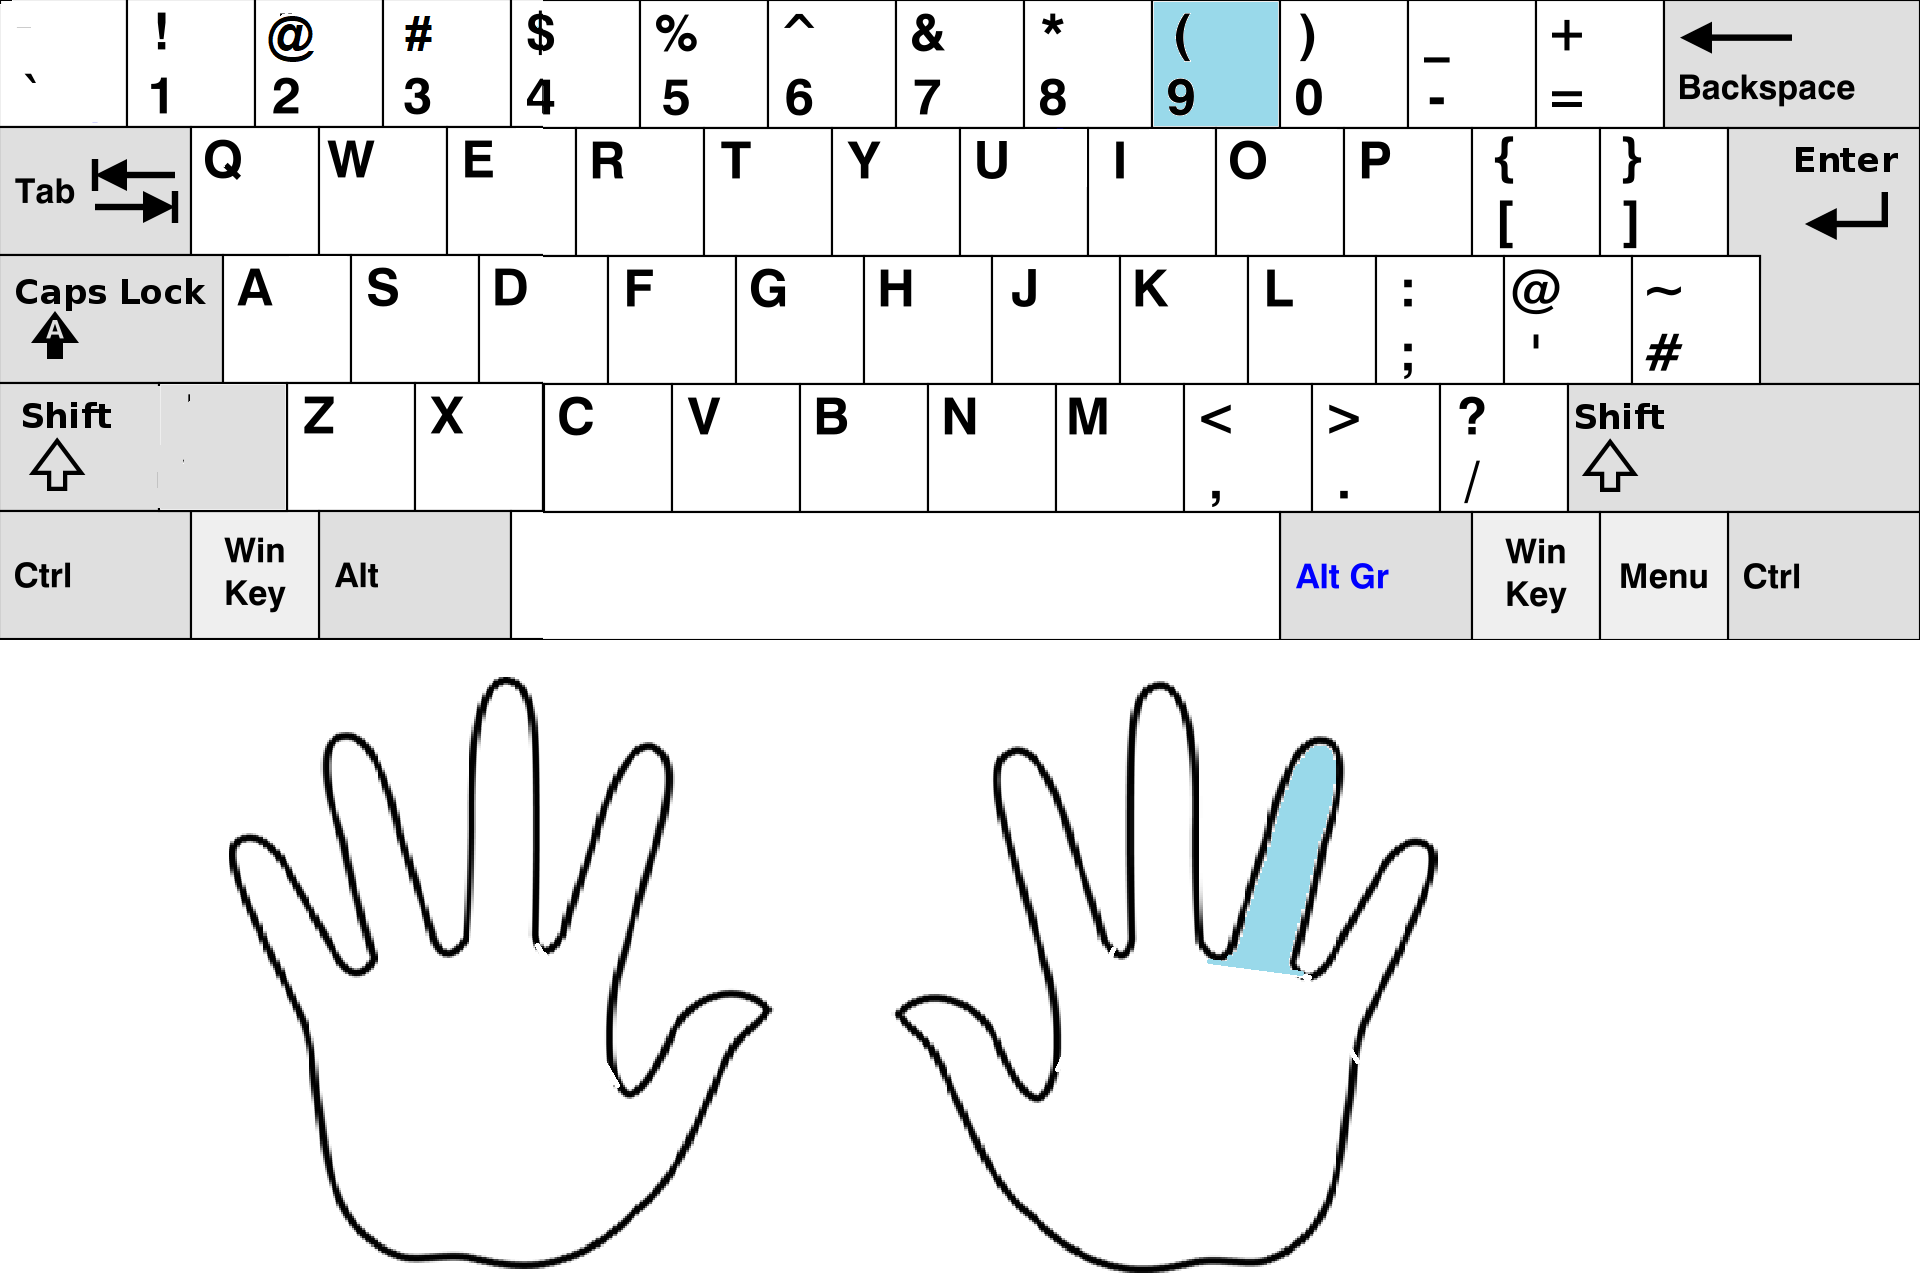 ! @ # $ % ^ & * ( ) _ +
` 1 2 3 4 5 6 7 8 9 0 - = Backspace
Tab Q W E R T Y U I O P { } Enter
[ ]
Caps Lock A S D F G H J K L : @ ~
A ; ' #
Shift Z X C V B N M < > ? Shift
, . /
Ctrl Win Key Alt Alt Gr Win Key Menu Ctrl